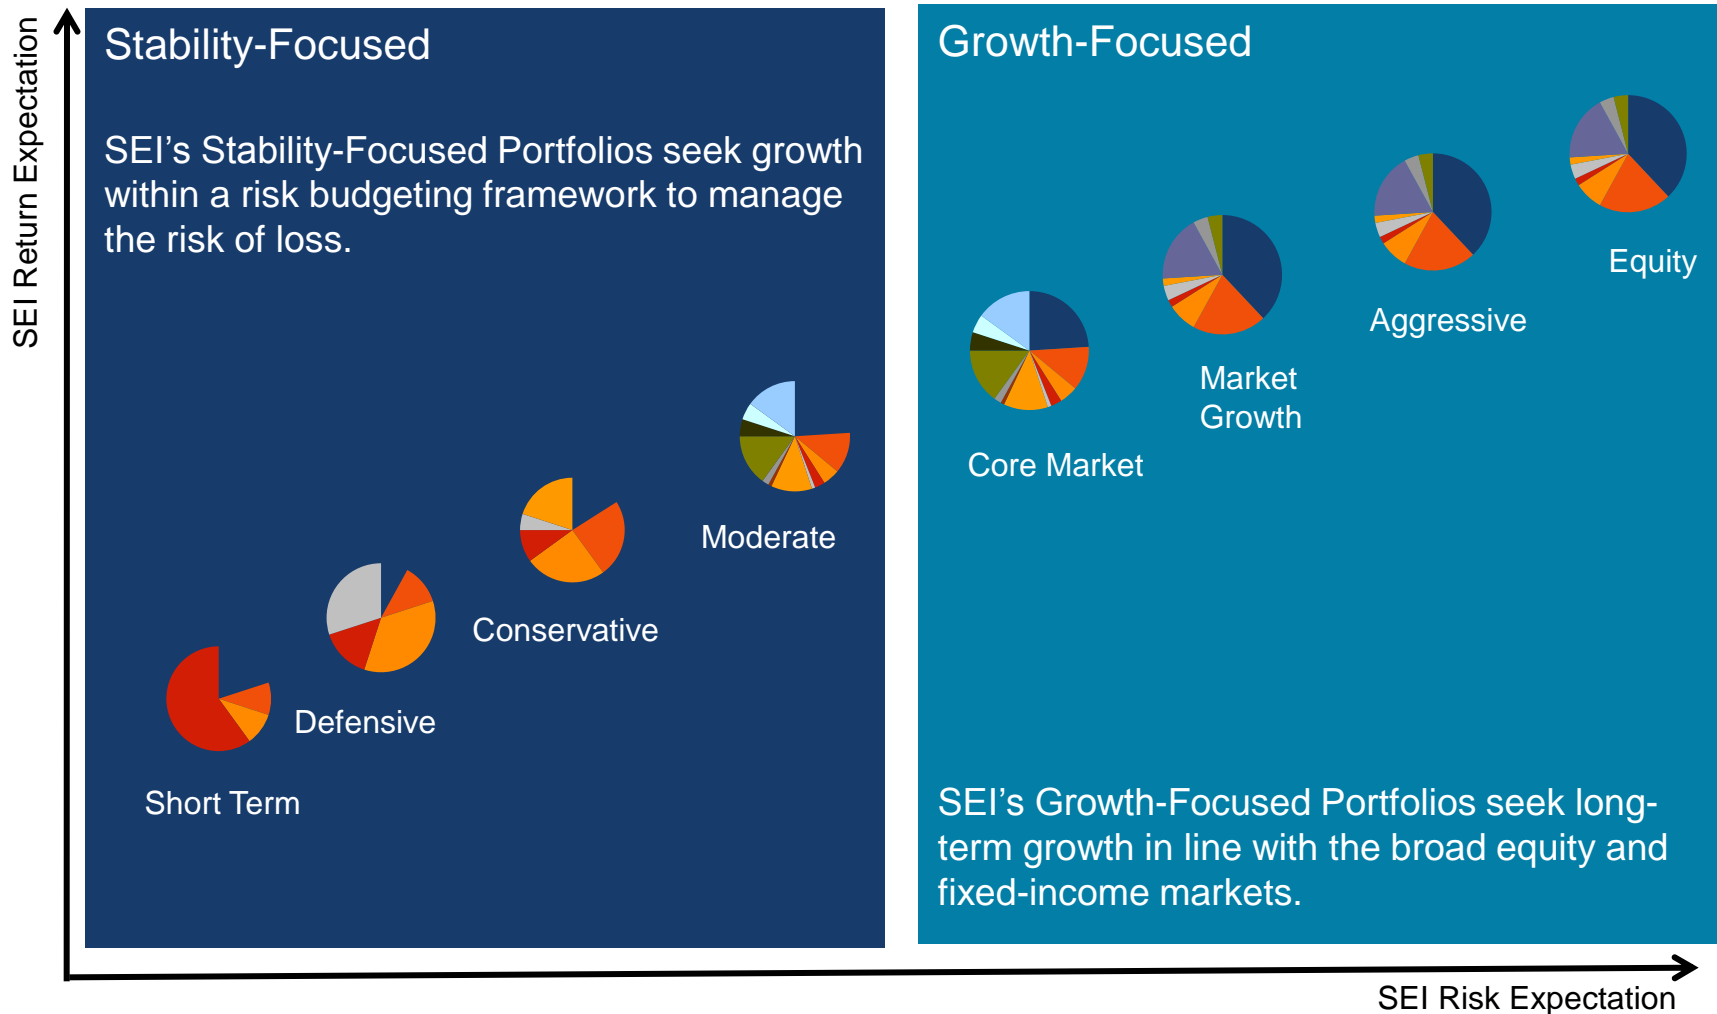 SEI Return Expectation
Stability-Focused
SEI's Stability-Focused Portfolios seek growth
within a risk budgeting framework to manage
the risk of loss.
Moderate
Conservative
Defensive
Short Term
Growth-Focused
Equity
Aggressive
Market
Growth
Core Market
SEI's Growth-Focused Portfolios seek long-
term growth in line with the broad equity and
fixed-income markets.
SEI Risk Expectation